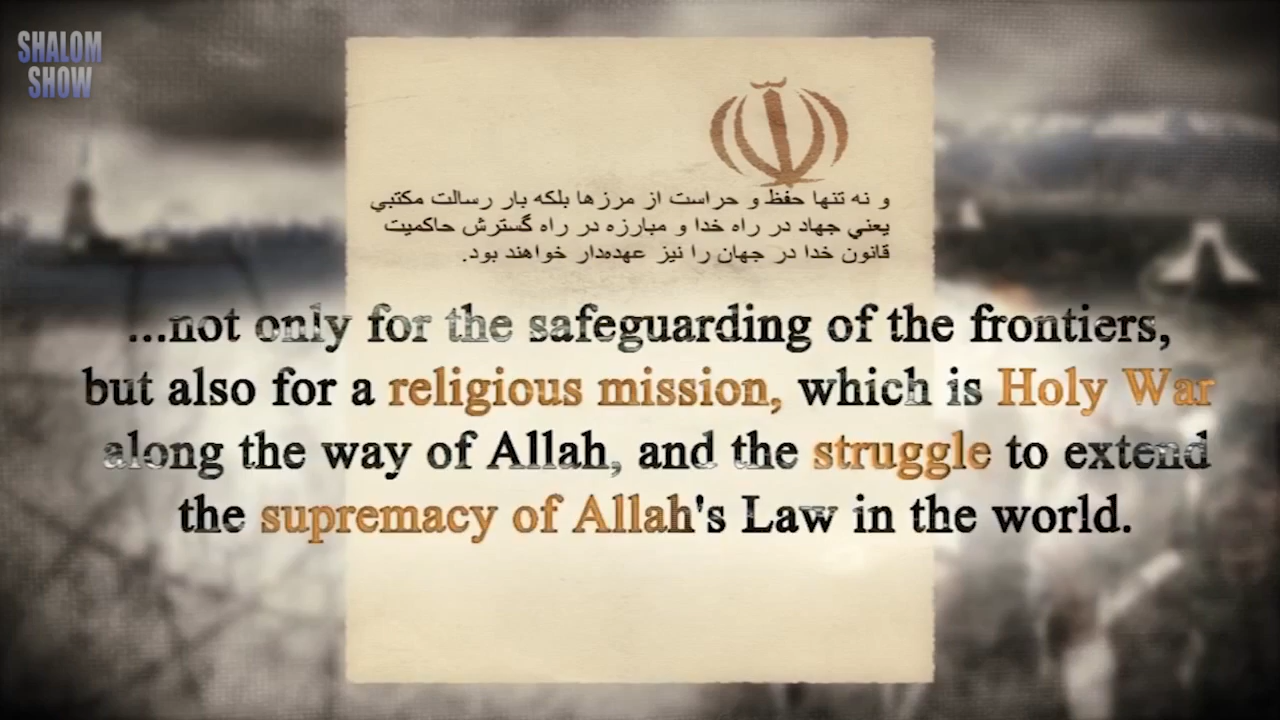 SHALOM
SHOW
و نه تنها حفظ و حراست از مرزها بلکه بار رسالت مکتبي
يعني جهاد در راه خدا و مبارزه در راه گسترش حاکميت
قانون خدا در جهان را نيز عهده‌دار خواهند بود.
...not only for the safeguarding of the frontiers,
but also for a religious mission, which is Holy War
along the way of Allah, and the struggle to extend
the supremacy of Allah's Law in the world.